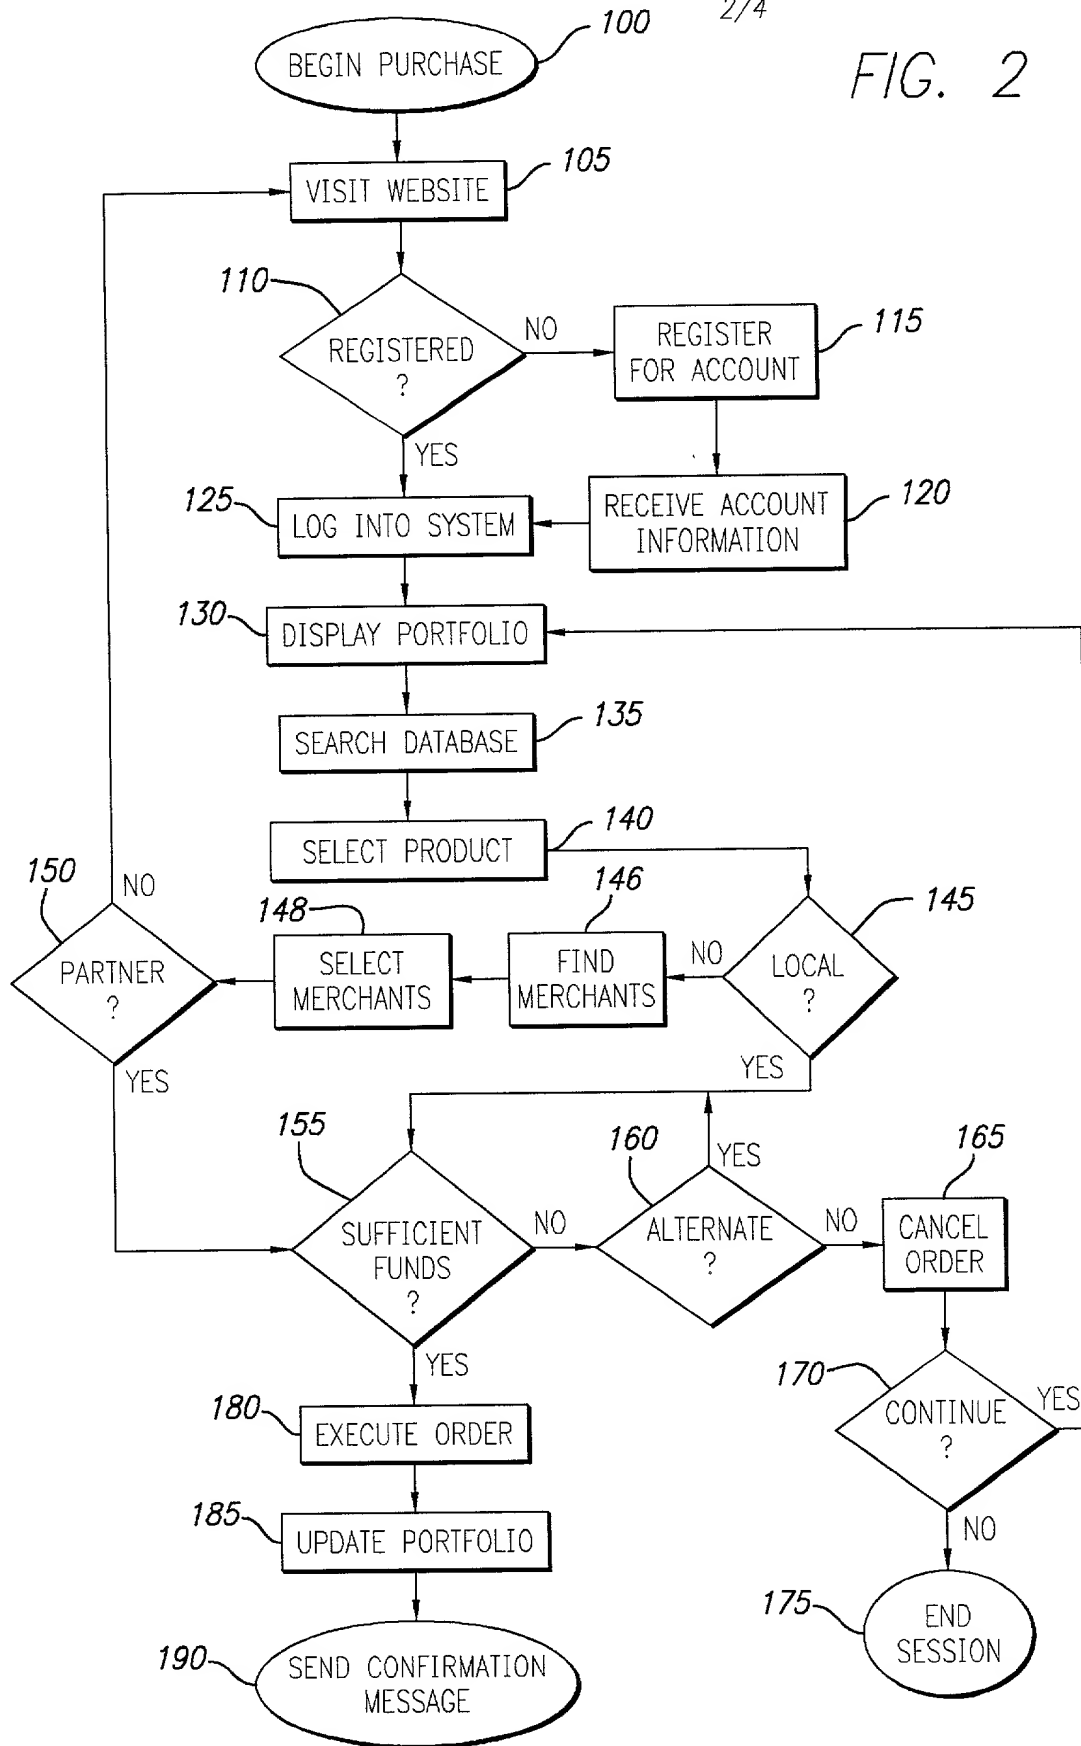 2/4
FIG. 2
100
BEGIN PURCHASE
105
VISIT WEBSITE
110
REGISTERED
?
NO
YES
115
REGISTER
FOR ACCOUNT
120
RECEIVE ACCOUNT
INFORMATION
125
LOG INTO SYSTEM
130
DISPLAY PORTFOLIO
135
SEARCH DATABASE
140
SELECT PRODUCT
145
LOCAL
?
NO
YES
146
FIND
MERCHANTS
148
SELECT
MERCHANTS
150
PARTNER
?
NO
YES
155
SUFFICIENT
FUNDS
?
NO
YES
160
ALTERNATE
?
YES
NO
165
CANCEL
ORDER
170
CONTINUE
?
YES
NO
175
END
SESSION
180
EXECUTE ORDER
185
UPDATE PORTFOLIO
190
SEND CONFIRMATION
MESSAGE